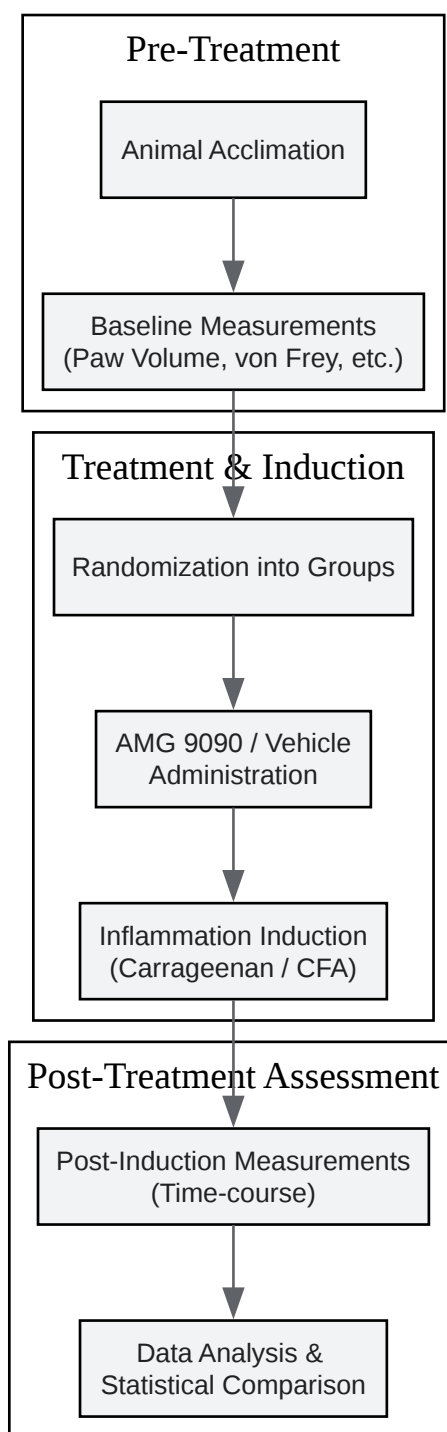 Pre-Treatment
Animal Acclimation
Baseline Measurements
(Paw Volume, von Frey, etc.)
Treatment & Induction
Randomization into Groups
AMG 9090 / Vehicle
Administration
Inflammation Induction
(Carrageenan / CFA)
Post-Treatment Assessment
Post-Induction Measurements
(Time-course)
Data Analysis &
Statistical Comparison